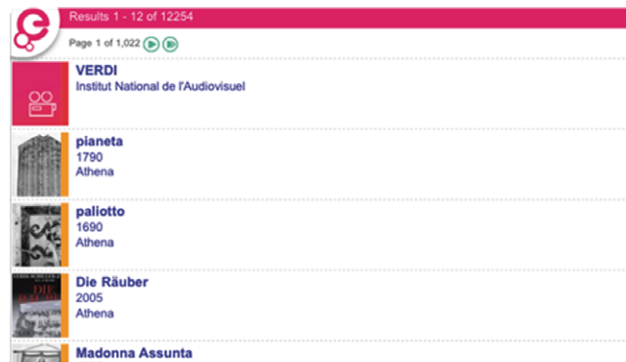 Results 1 - 12 of 12254
Page 1 of 1,022
VERDI
Institut National de l'Audiovisuel
pianeta
1790
Athena
paliotto
1690
Athena
Die Räuber
2005
Athena
Madonna Assunta